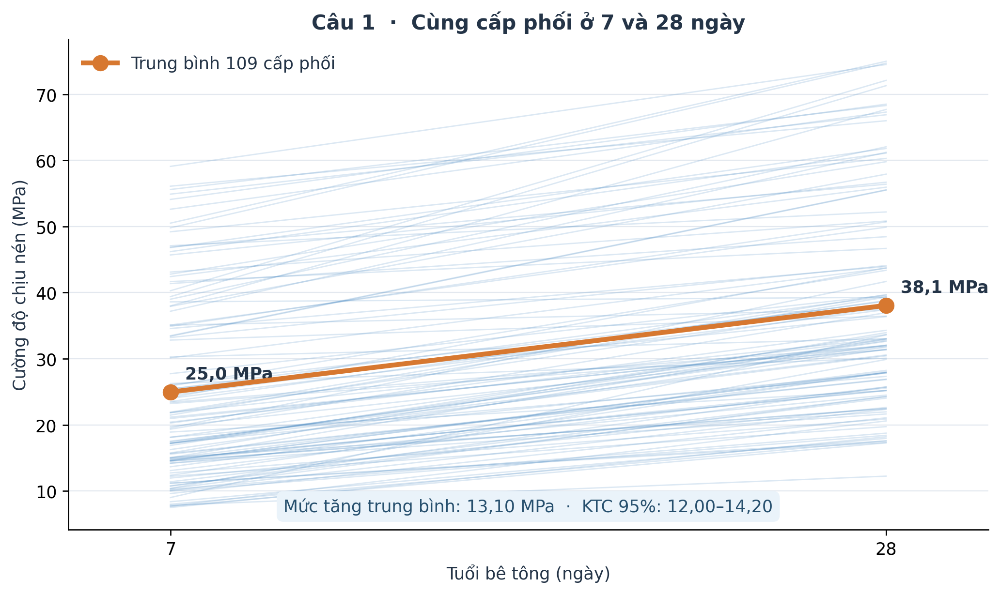 Câu 1 · Cùng cấp phối ở 7 và 28 ngày
Trung bình 109 cấp phối
Cường độ chịu nén (MPa)
70
60
50
40
30
20
10
38,1 MPa
25,0 MPa
Mức tăng trung bình: 13,10 MPa · KTC 95%: 12,00–14,20
7
28
Tuổi bê tông (ngày)